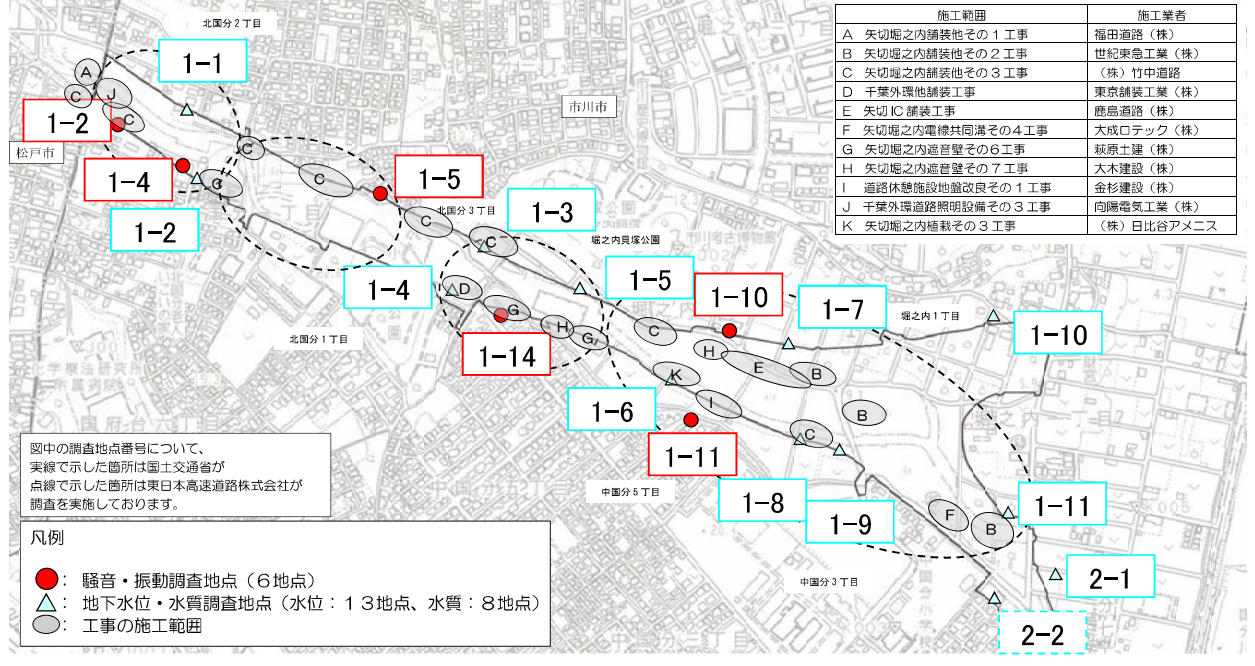 北国分２丁目
1-1
A
C
J
C
1-2
松戸市
1-4
1-2
C
C
C
市川市
1-5
C
北国分３丁目
C
1-3
堀之内貝塚公園
市川考古博物館
1-4
D
G
H
G
1-14
北国分１丁目
1-5
1-10
1-7
堀之内１丁目
1-10
C
H
E
B
K
I
B
C
1-6
1-11
中国分５丁目
1-8
1-9
F
B
1-11
中国分３丁目
2-1
2-2
施工範囲 施工業者
A 矢切堀之内舗装他その１工事 福田道路（株）
B 矢切堀之内舗装他その２工事 世紀東急工業（株）
C 矢切堀之内舗装他その３工事 （株）竹中道路
D 千葉外環他舗装工事 東京舗装工業（株）
E 矢切IC舗装工事 鹿島道路（株）
F 矢切堀之内電線共同溝その４工事 大成ロテック（株）
G 矢切堀之内遮音壁その６工事 萩原土建（株）
H 矢切堀之内遮音壁その７工事 大木建設（株）
I 道路休憩施設地盤改良その１工事 金杉建設（株）
J 千葉外環道路照明設備その３工事 向陽電気工業（株）
K 矢切堀之内植栽その３工事 （株）日比谷アメニス
図中の調査地点番号について、
実線で示した箇所は国土交通省が
点線で示した箇所は東日本高速道路株式会社が
調査を実施しております。
凡例
：騒音・振動調査地点（６地点）
：地下水位・水質調査地点（水位：１３地点、水質：８地点）
：工事の施工範囲